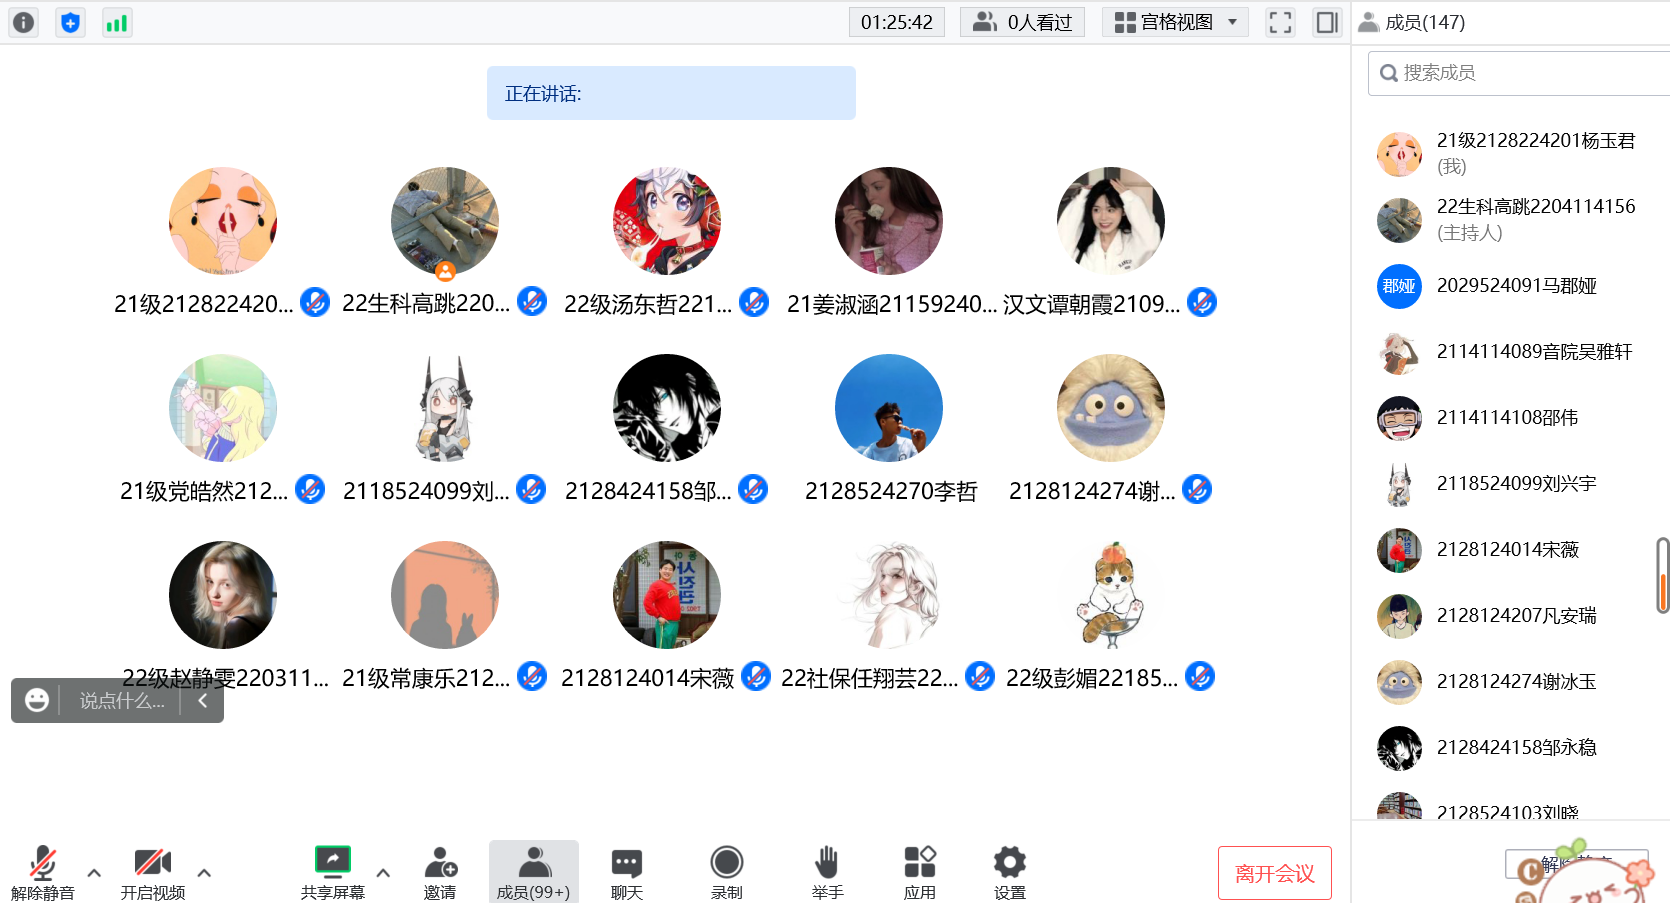 01:25:42
0人看过
宫格视图
成员(147)
正在讲话:
搜索成员
21级212822420...
22生科高跳220...
22级汤东哲221...
21姜淑涵21159240...
汉文谭朝霞2109...
21级党皓然212...
2118524099刘...
2128424158邹...
2128524270李哲
2128124274谢...
22级赵静雯220311...
21级常康乐212...
2128124014宋薇
22社保任翔芸22...
22级彭媚22185...
说点什么...
21级2128224201杨玉君
(我)
22生科高跳2204114156
(主持人)
郡娅
2029524091马郡娅
2114114089音院吴雅轩
2114114108邵伟
2118524099刘兴宇
2128124014宋薇
2128124207凡安瑞
2128124274谢冰玉
2128424158邹永稳
2128524103刘晓
解除静音
开启视频
共享屏幕
邀请
成员(99+)
聊天
录制
举手
应用
设置
离开会议